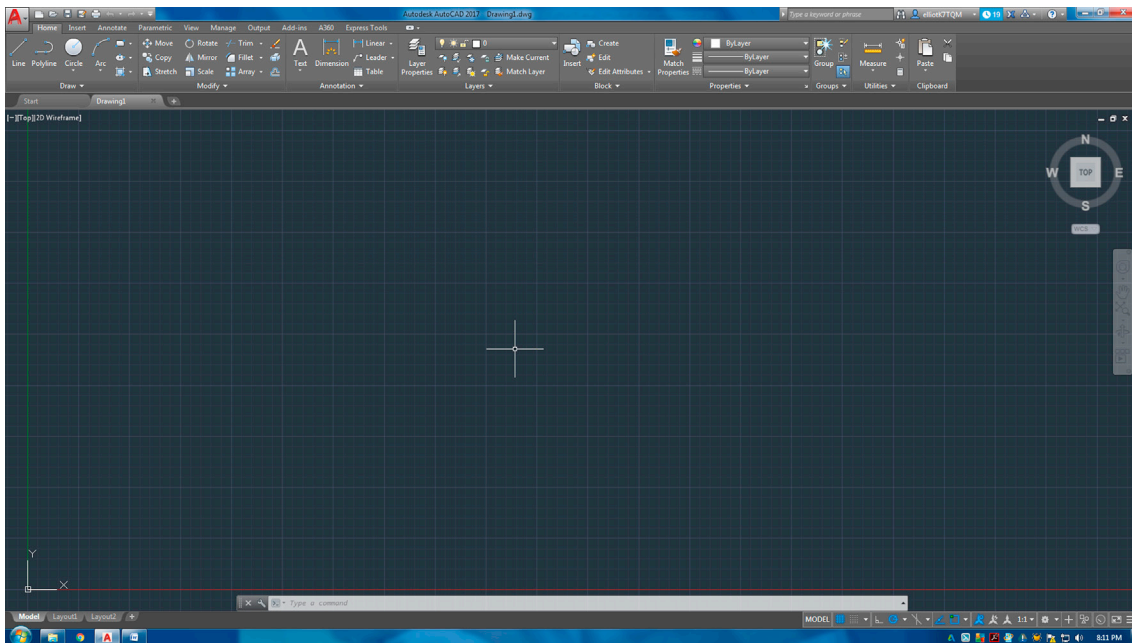 Autodesk AutoCAD 2017 Drawing1.dwg
Type a keyword or phrase
elliottJ7TQM
19
Home Insert Annotate Parametric View Manage Output Add-ins A360 Express Tools
Move Rotate Trim Linear 0 Create ByLayer
Line Polyline Circle Arc Copy Mirror Fillet Text Dimension Leader Layer Properties Make Current Insert Edit Match Properties ByLayer Group Measure Paste
Stretch Scale Array Table Match Layer Edit Attributes ByLayer
Draw Modify Annotation Layers Block Properties Groups Utilities Clipboard
Start Drawing1
[−][Top][2D Wireframe]
N
W TOP E
S
WCS
Y
X
Type a command
Model Layout1 Layout2 MODEL 1:1
8:11 PM